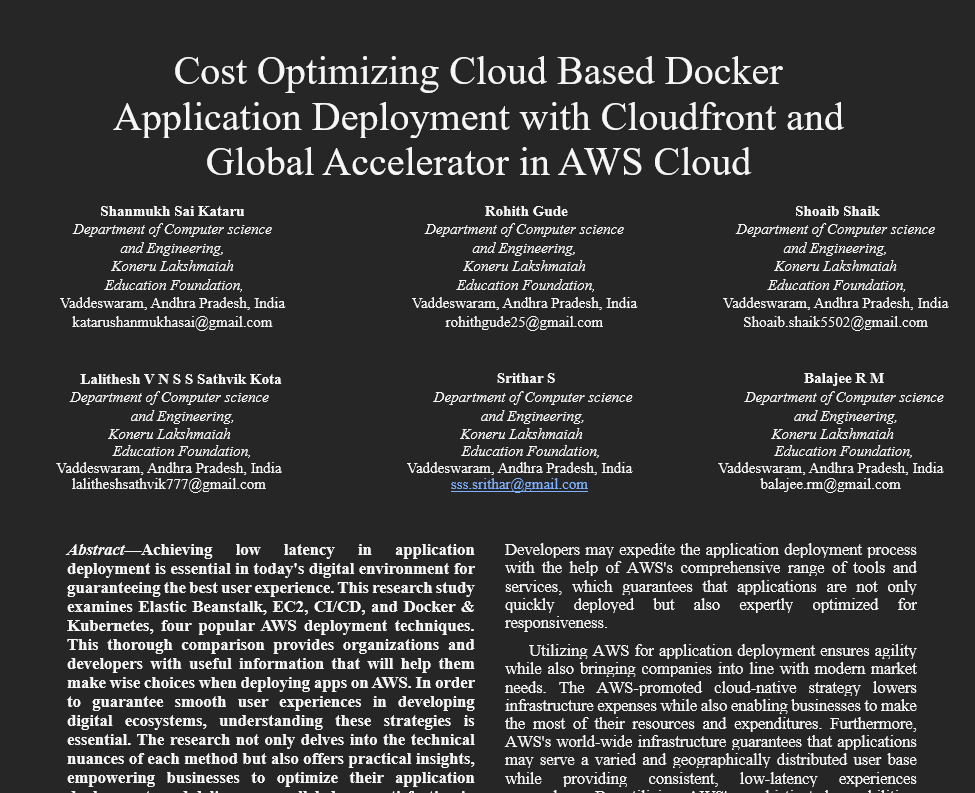 Cost Optimizing Cloud Based Docker
Application Deployment with Cloudfront and
Global Accelerator in AWS Cloud
Shanmukh Sai Kataru
Department of Computer science
and Engineering,
Koneru Lakshmaiah
Education Foundation,
Vaddeswaram, Andhra Pradesh, India
katarushanmukhasai@gmail.com
Rohith Gude
Department of Computer science
and Engineering,
Koneru Lakshmaiah
Education Foundation,
Vaddeswaram, Andhra Pradesh, India
rohithgude25@gmail.com
Shoaib Shaik
Department of Computer science
and Engineering,
Koneru Lakshmaiah
Education Foundation,
Vaddeswaram, Andhra Pradesh, India
Shoaib.shaik5502@gmail.com
Lalithesh V N S S Sathvik Kota
Department of Computer science
and Engineering,
Koneru Lakshmaiah
Education Foundation,
Vaddeswaram, Andhra Pradesh, India
lalitheshsathvik777@gmail.com
Srithar S
Department of Computer science
and Engineering,
Koneru Lakshmaiah
Education Foundation,
Vaddeswaram, Andhra Pradesh, India
sss.srithar@gmail.com
Balajee R M
Department of Computer science
and Engineering,
Koneru Lakshmaiah
Education Foundation,
Vaddeswaram, Andhra Pradesh, India
balajee.rm@gmail.com
Abstract—Achieving low latency in application
deployment is essential in today's digital environment for
guaranteeing the best user experience. This research study
examines Elastic Beanstalk, EC2, CI/CD, and Docker &
Kubernetes, four popular AWS deployment techniques.
This thorough comparison provides organizations and
developers with useful information that will help them
make wise choices when deploying apps on AWS. In order
to guarantee smooth user experiences in developing
digital ecosystems, understanding these strategies is
essential. The research not only delves into the technical
nuances of each method but also offers practical insights,
empowering businesses to optimize their application
Developers may expedite the application deployment process
with the help of AWS's comprehensive range of tools and
services, which guarantees that applications are not only
quickly deployed but also expertly optimized for
responsiveness.
Utilizing AWS for application deployment ensures agility
while also bringing companies into line with modern market
needs. The AWS-promoted cloud-native strategy lowers
infrastructure expenses while also enabling businesses to make
the most of their resources and expenditures. Furthermore,
AWS's world-wide infrastructure guarantees that applications
may serve a varied and geographically distributed user base
while providing consistent, low-latency experiences